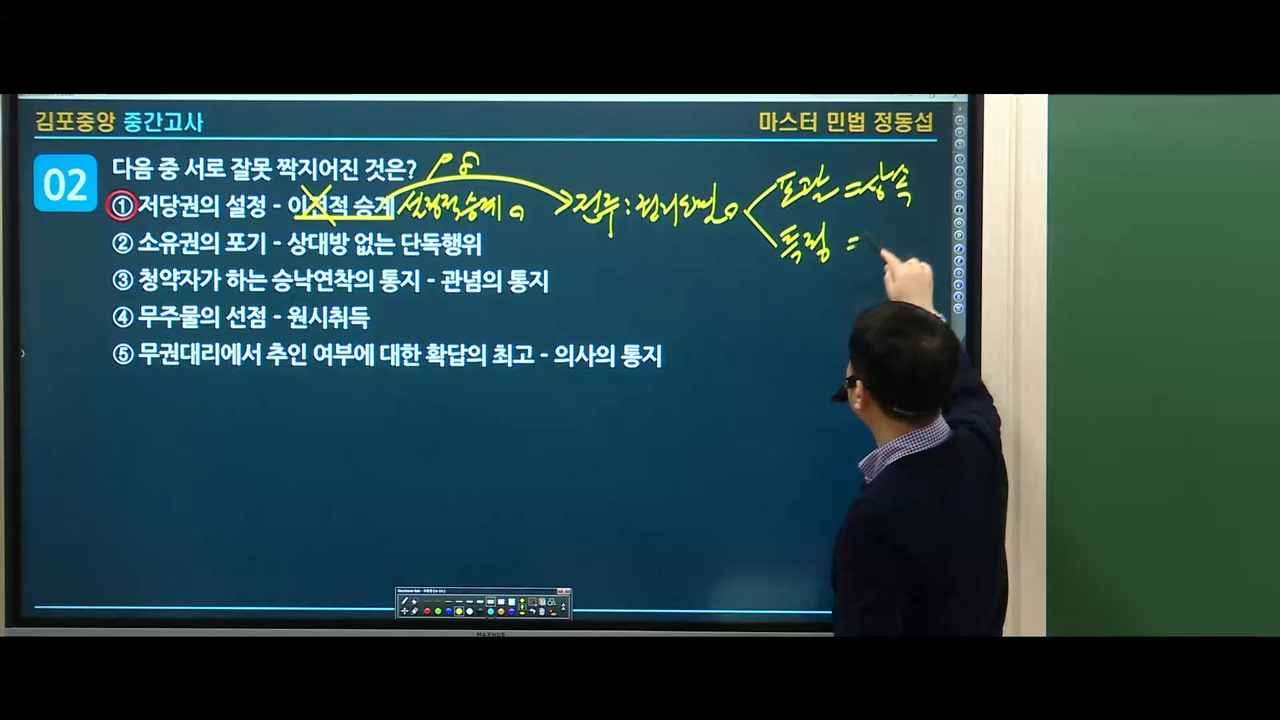 김포중앙 중간고사
마스터 민법 정동섭
02
다음 중 서로 잘못 짝지어진 것은?
① 저당권의 설정 - 이전적 승계 설정적 승계
전부 :
포괄 = 상속
특정 =
② 소유권의 포기 - 상대방 없는 단독행위
③ 청약자가 하는 승낙연착의 통지 - 관념의 통지
④ 무주물의 선점 - 원시취득
⑤ 무권대리에서 추인 여부에 대한 확답의 최고 - 의사의 통지
MAXHUB